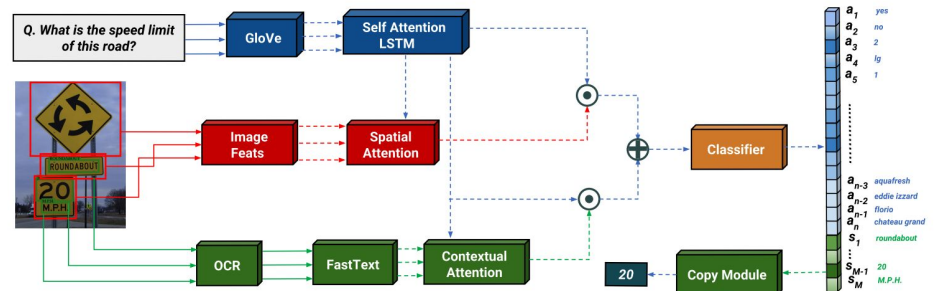 Q. What is the speed limit
of this road?
GloVe
Self Attention
LSTM
Image
Feats
Spatial
Attention
ROUNDABOUT
20
M.P.H.
OCR
FastText
Contextual
Attention
Classifier
20
Copy Module
a1 yes
a2 no
a3 2
a4 lg
a5 1
an-3 aquafresh
an-2 eddie izzard
an-1 florio
an chateau grand
s1 roundabout
sM-1 20
sM M.P.H.